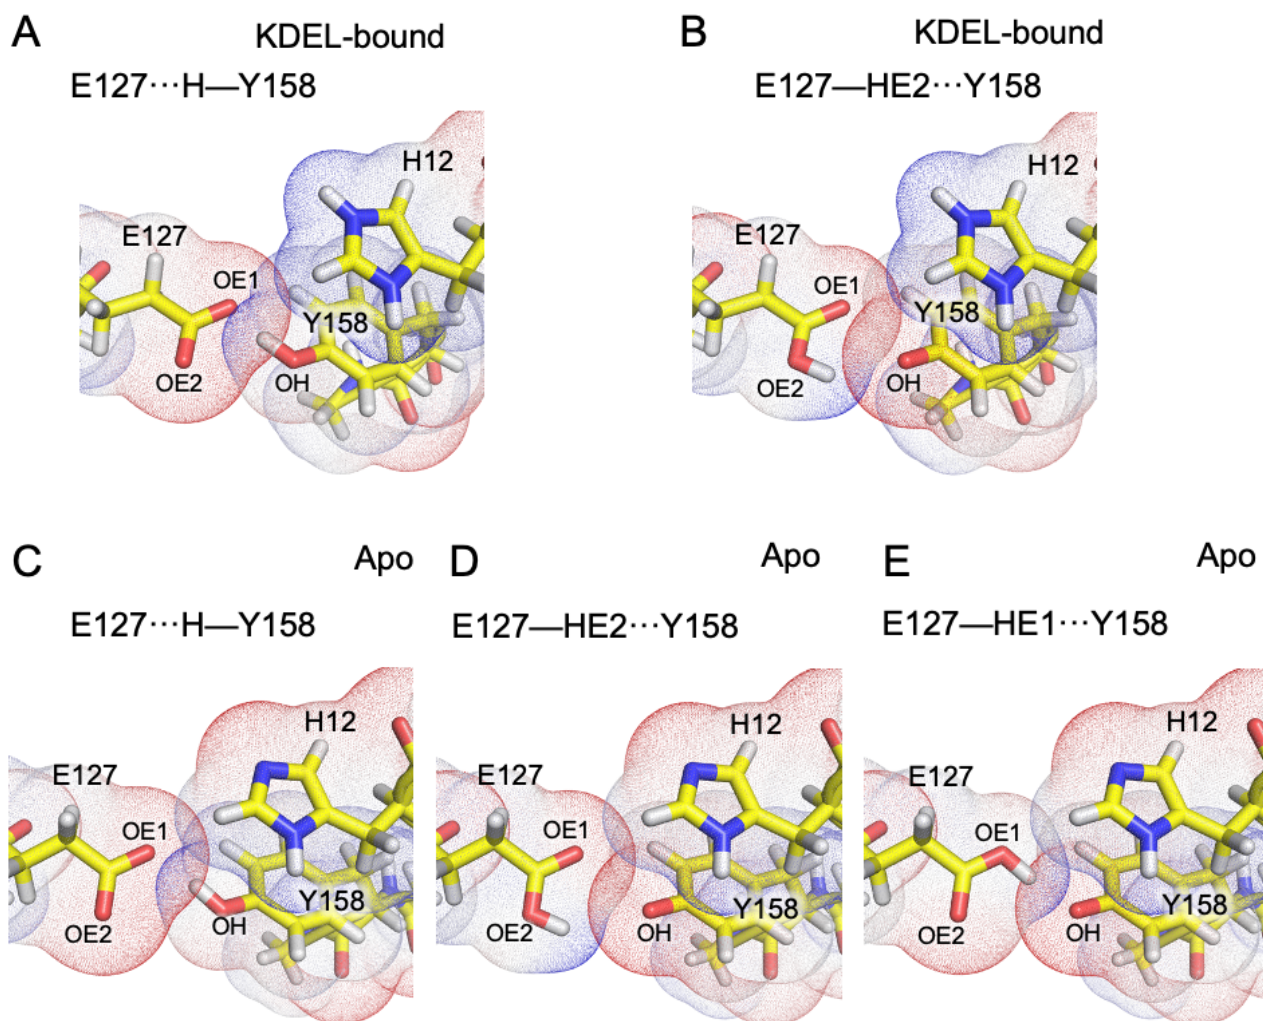 A
KDEL-bound
E127···H—Y158
H12
E127
OE1
Y158
OE2
OH
B
KDEL-bound
E127—HE2···Y158
H12
E127
OE1
Y158
OE2
OH
C
Apo
E127···H—Y158
H12
E127
OE1
Y158
OE2
OH
D
Apo
E127—HE2···Y158
H12
E127
OE1
Y158
OE2
OH
E
Apo
E127—HE1···Y158
H12
E127
OE1
Y158
OE2
OH